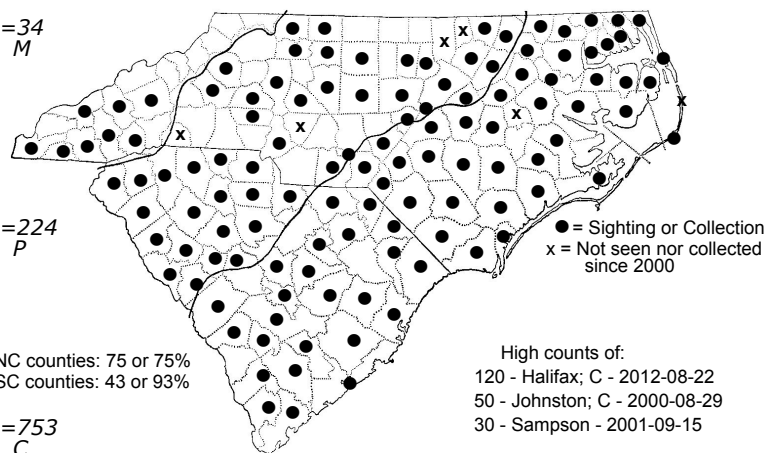 =34
M
=224
P
● = Sighting or Collection
x = Not seen nor collected
since 2000
NC counties: 75 or 75%
SC counties: 43 or 93%
High counts of:
120 - Halifax; C - 2012-08-22
50 - Johnston; C - 2000-08-29
30 - Sampson - 2001-09-15
=753
C
x
x
x
x
x
x